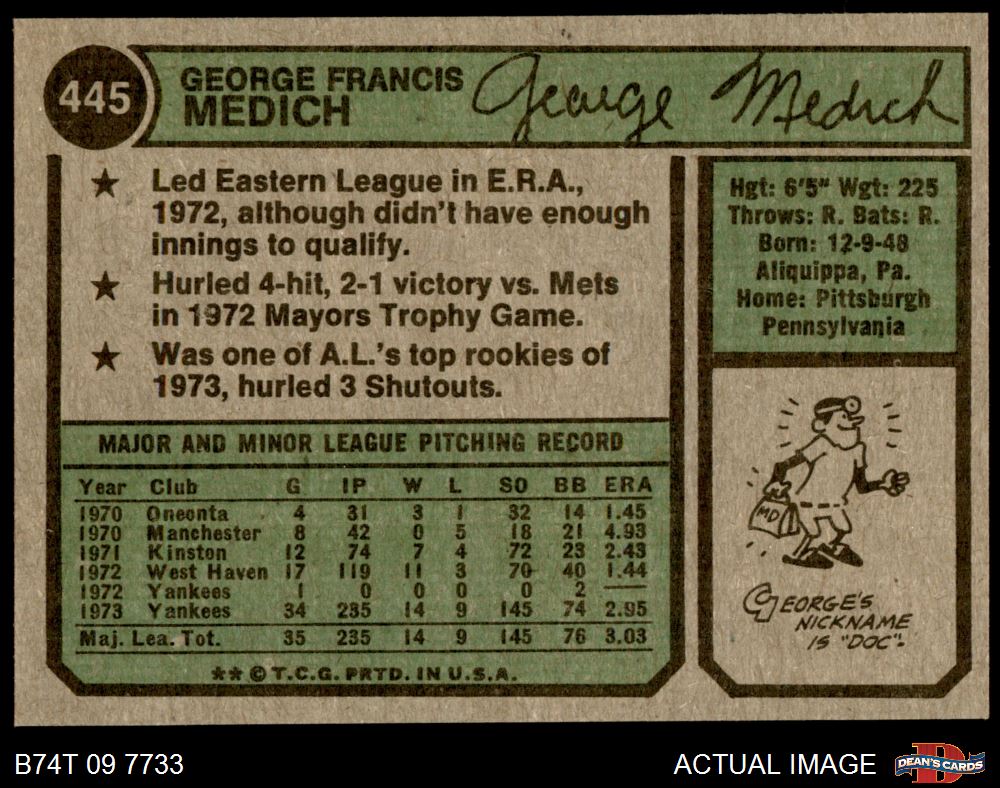 445
GEORGE FRANCIS
MEDICH
George Medich
★ Led Eastern League in E.R.A.,
1972, although didn't have enough
innings to qualify.
★ Hurled 4-hit, 2-1 victory vs. Mets
in 1972 Mayors Trophy Game.
★ Was one of A.L.'s top rookies of
1973, hurled 3 Shutouts.
MAJOR AND MINOR LEAGUE PITCHING RECORD
Year Club G IP W L SO BB ERA
1970 Oneonta 4 31 3 1 32 14 1.45
1970 Manchester 8 42 0 5 18 21 4.93
1971 Kinston 12 74 7 4 72 23 2.43
1972 West Haven 17 119 11 3 70 40 1.44
1972 Yankees 1 0 0 0 0 2 —
1973 Yankees 34 235 14 9 145 74 2.95
Maj. Lea. Tot. 35 235 14 9 145 76 3.03
** © T.C.G. PRTD. IN U.S.A.
Hgt: 6'5" Wgt: 225
Throws: R. Bats: R.
Born: 12-9-48
Aliquippa, Pa.
Home: Pittsburgh
Pennsylvania
MD
GEORGE'S
NICKNAME
IS "DOC".
B74T 09 7733
ACTUAL IMAGE
DEAN'S CARDS